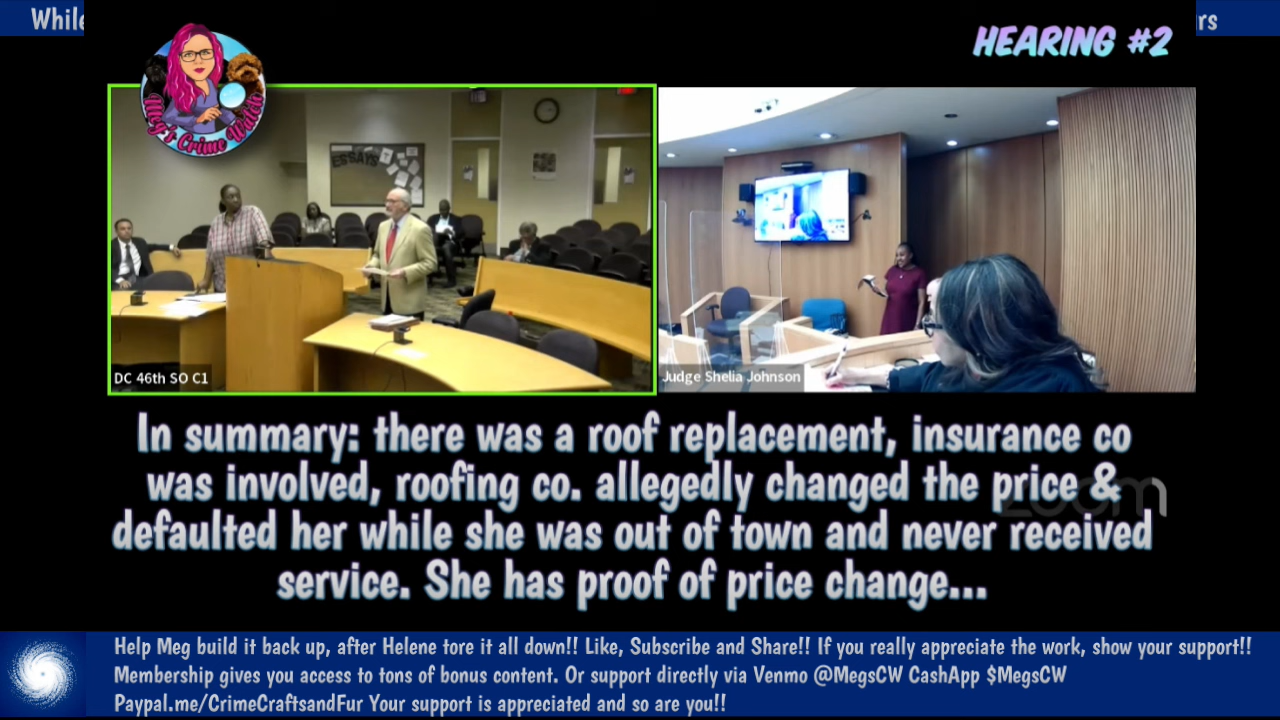 While
rs
HEARING #2
Meg's Crime Watch
ESSAYS
DC 46th SO C1
Judge Shelia Johnson
In summary: there was a roof replacement, insurance co
was involved, roofing co. allegedly changed the price &
zoom
defaulted her while she was out of town and never received
service. She has proof of price change...
Help Meg build it back up, after Helene tore it all down!! Like, Subscribe and Share!! If you really appreciate the work, show your support!!
Membership gives you access to tons of bonus content. Or support directly via Venmo @MegsCW CashApp $MegsCW
Paypal.me/CrimeCraftsandFur Your support is appreciated and so are you!!